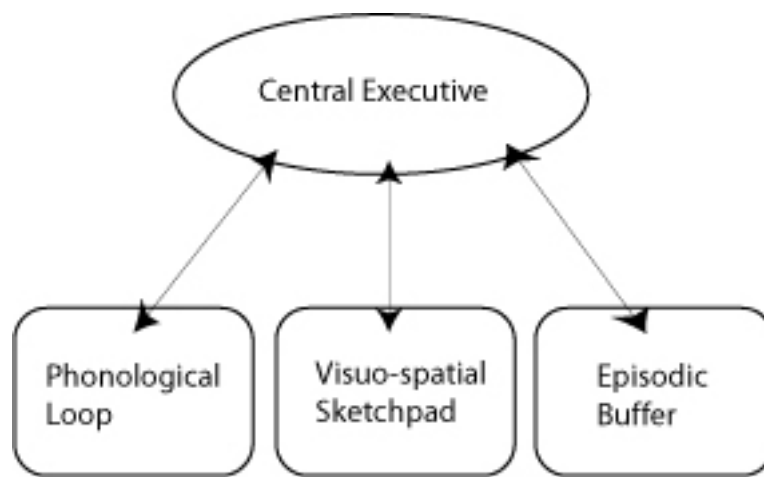 Central Executive
Phonological
Loop
Visuo-spatial
Sketchpad
Episodic
Buffer